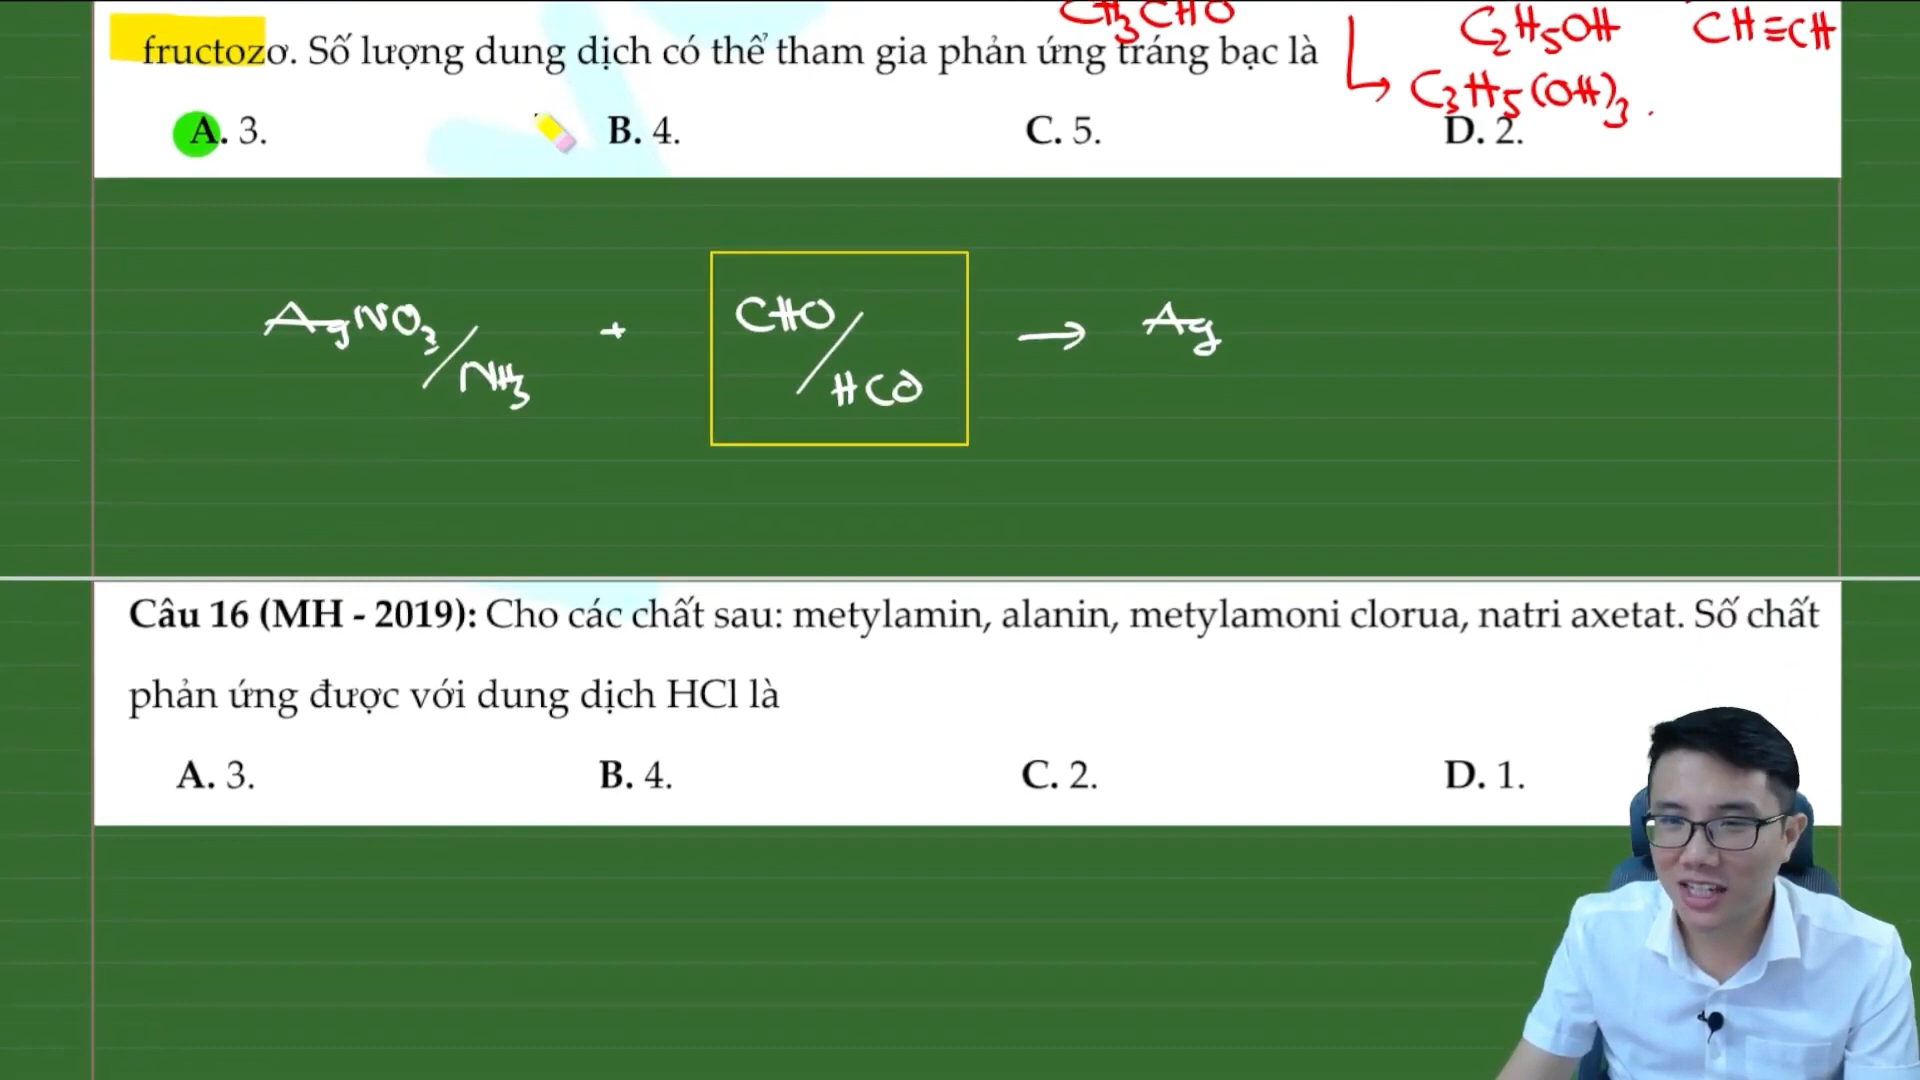 CH3CHO
C2H5OH
CH≡CH
fructozơ. Số lượng dung dịch có thể tham gia phản ứng tráng bạc là
C3H5(OH)3.
A. 3.
B. 4.
C. 5.
D. 2.
AgNO3/NH3 + CHO/HCO → Ag
Câu 16 (MH - 2019): Cho các chất sau: metylamin, alanin, metylamoni clorua, natri axetat. Số chất
phản ứng được với dung dịch HCl là
A. 3.
B. 4.
C. 2.
D. 1.